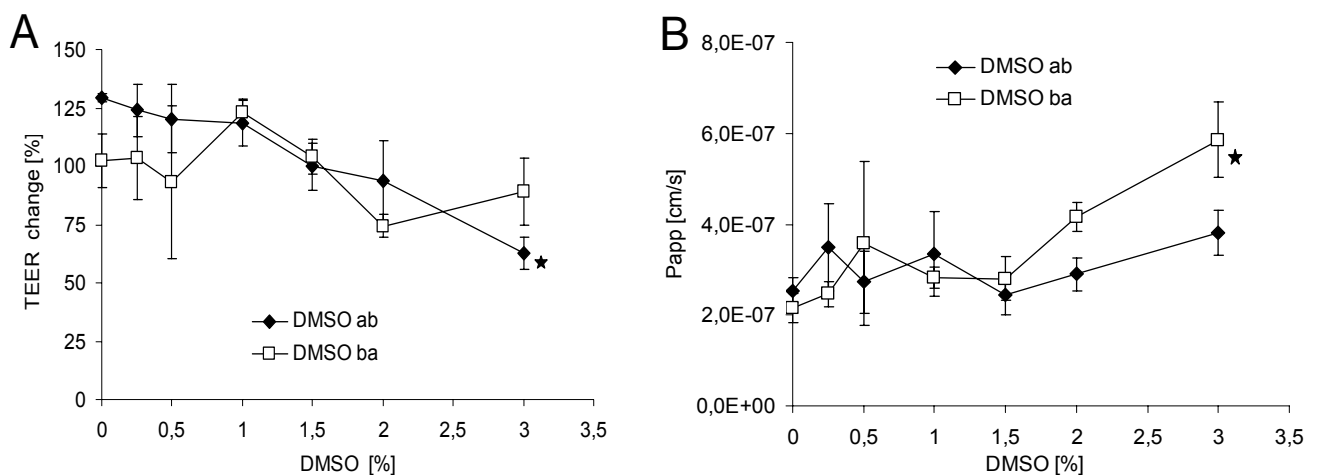 A
150
125
100
75
50
25
0
TEER change [%]
DMSO ab
DMSO ba
0 0,5 1 1,5 2 2,5 3 3,5
DMSO [%]
B
8,0E-07
6,0E-07
4,0E-07
2,0E-07
0,0E+00
Papp [cm/s]
DMSO ab
DMSO ba
0 0,5 1 1,5 2 2,5 3 3,5
DMSO [%]